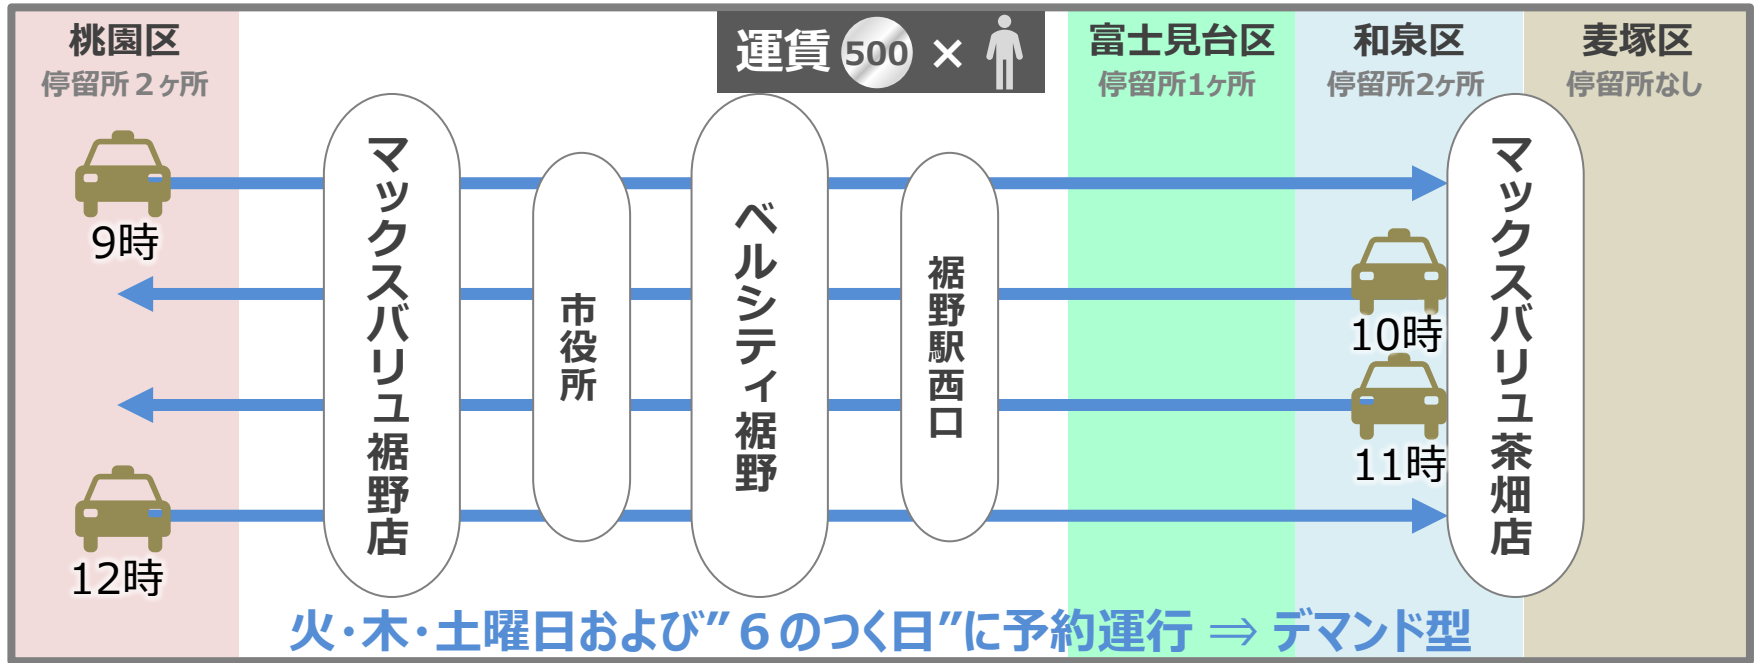 桃園区
停留所２ヶ所
運賃 500 ×
富士見台区
停留所1ヶ所
和泉区
停留所2ヶ所
麦塚区
停留所なし
マックスバリュ裾野店
市役所
ベルシティ裾野
裾野駅西口
マックスバリュ茶畑店
9時
10時
11時
12時
火・木・土曜日および”６のつく日”に予約運行 ⇒ デマンド型